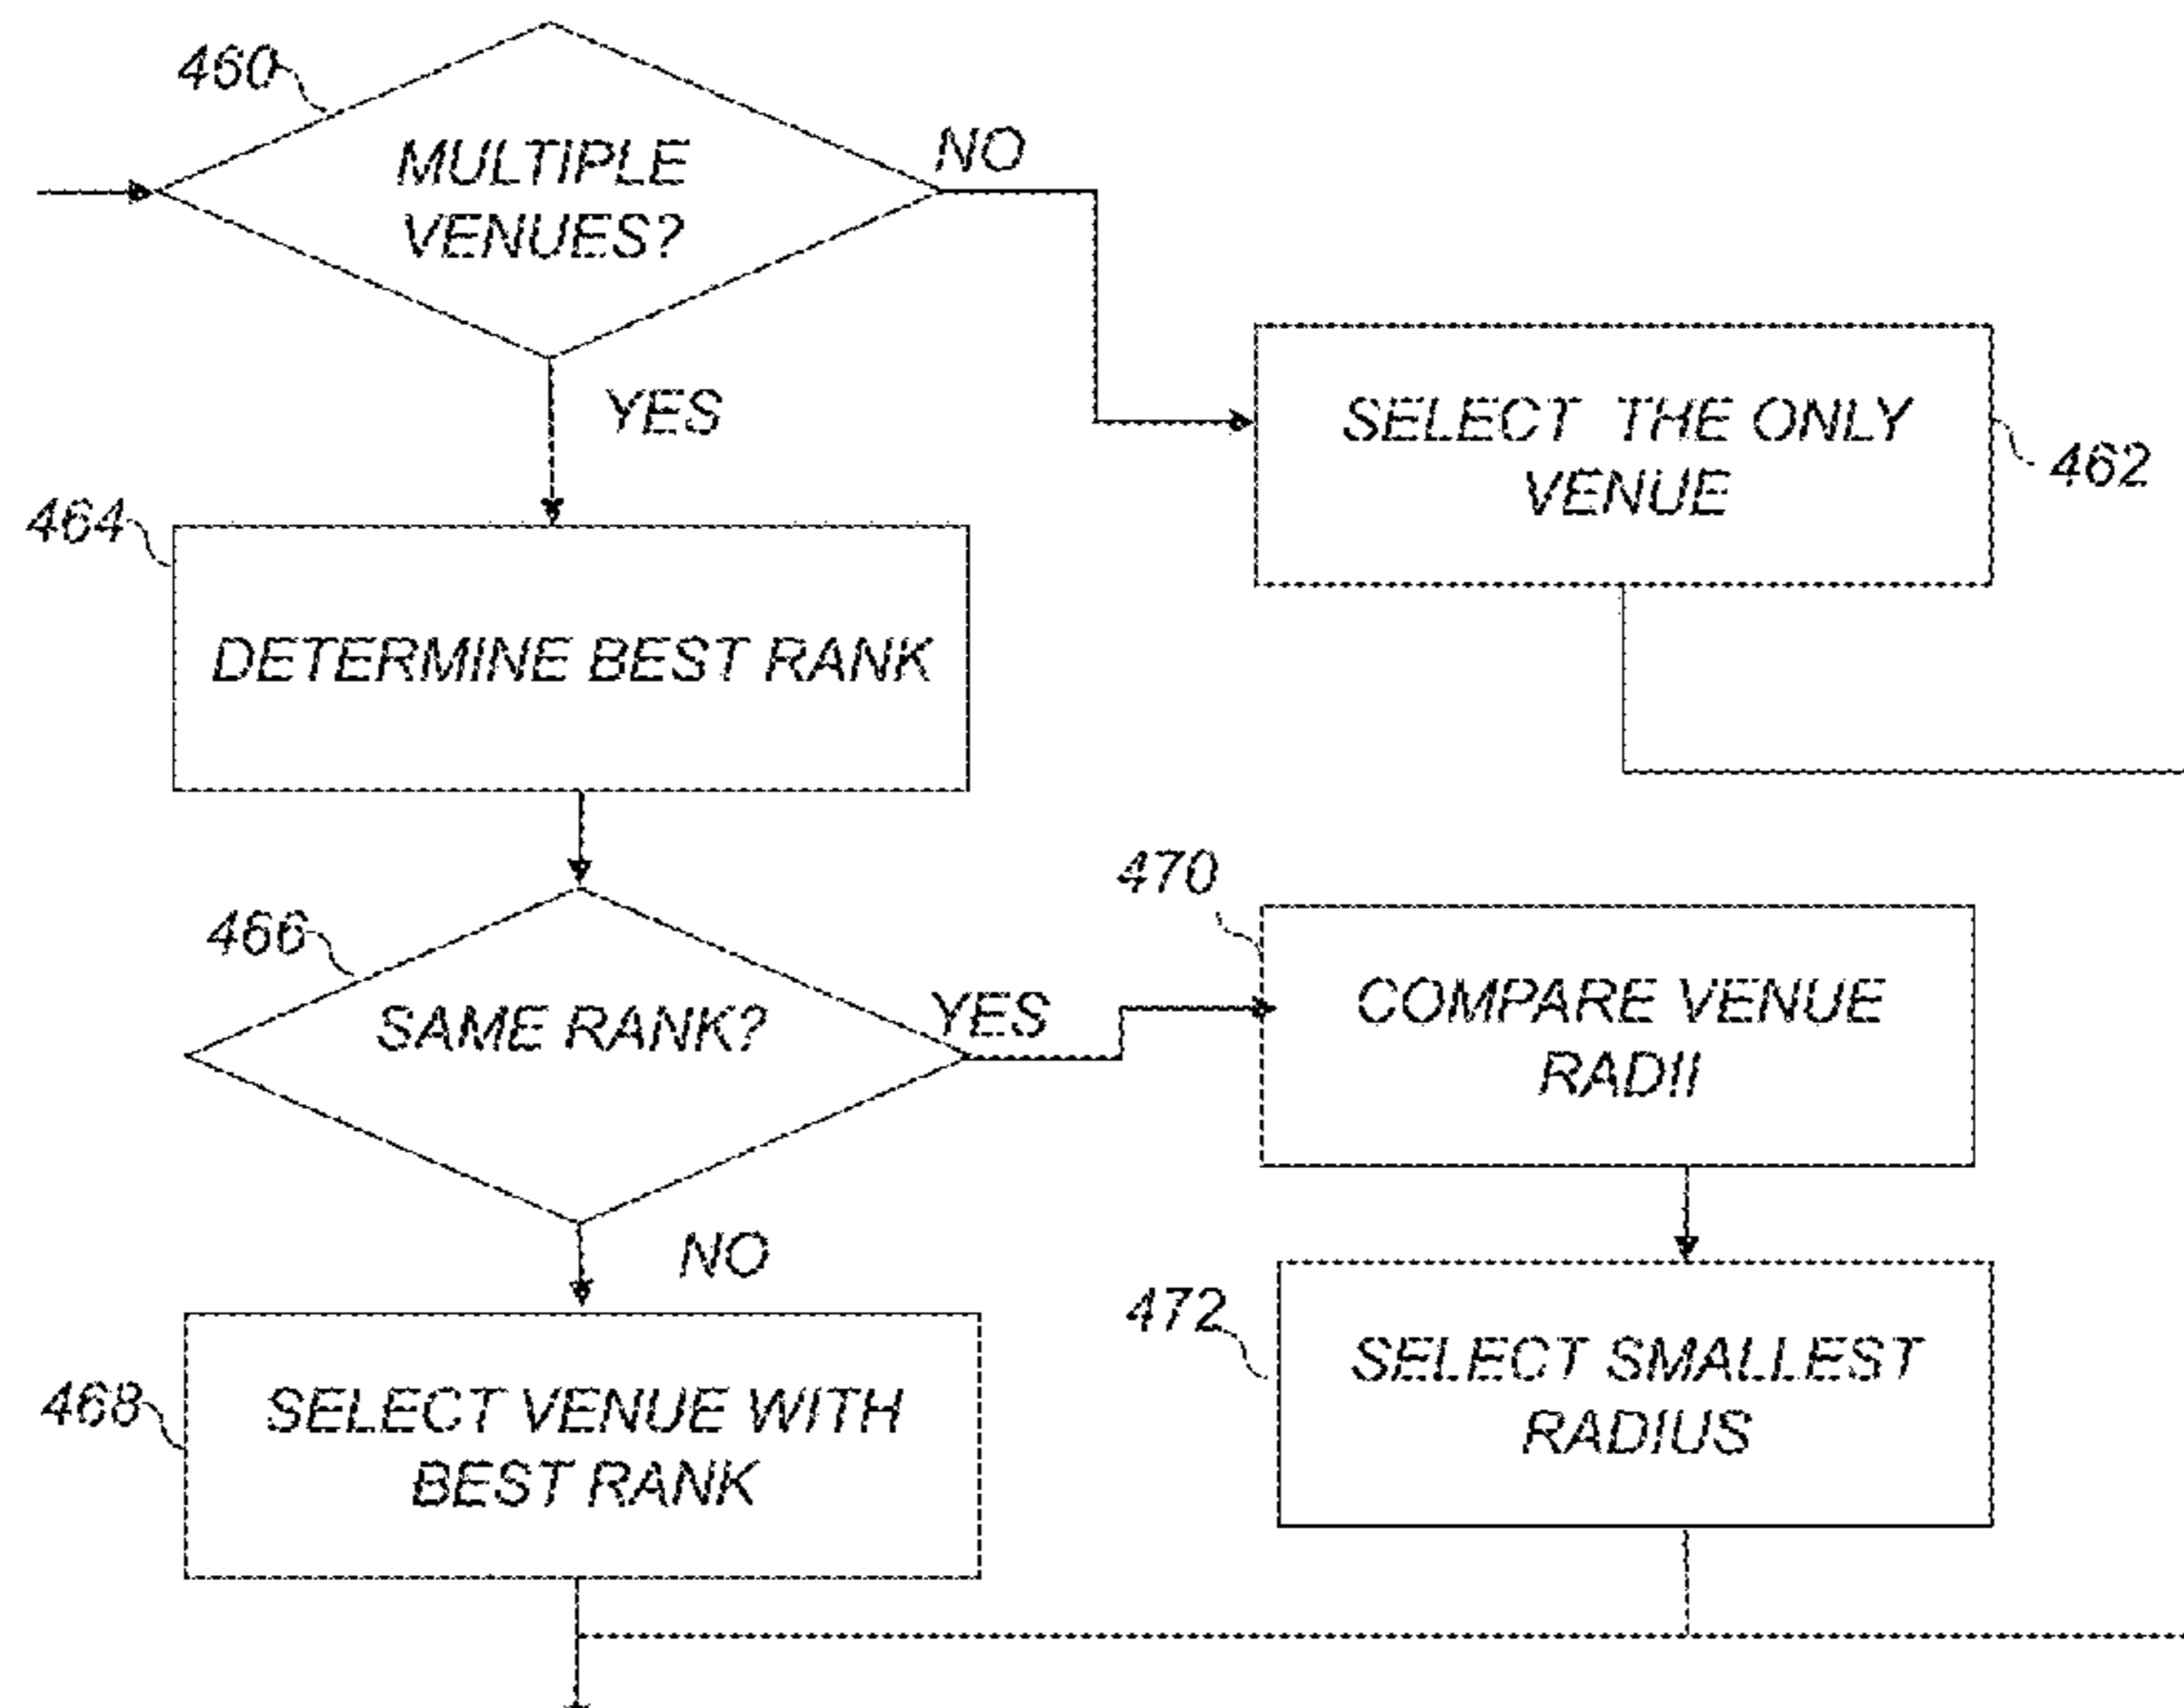 460
MULTIPLE
VENUES?
NO
YES
SELECT THE ONLY
VENUE
462
464
DETERMINE BEST RANK
466
SAME RANK?
YES
470
COMPARE VENUE
RADII
NO
472
SELECT SMALLEST
RADIUS
468
SELECT VENUE WITH
BEST RANK